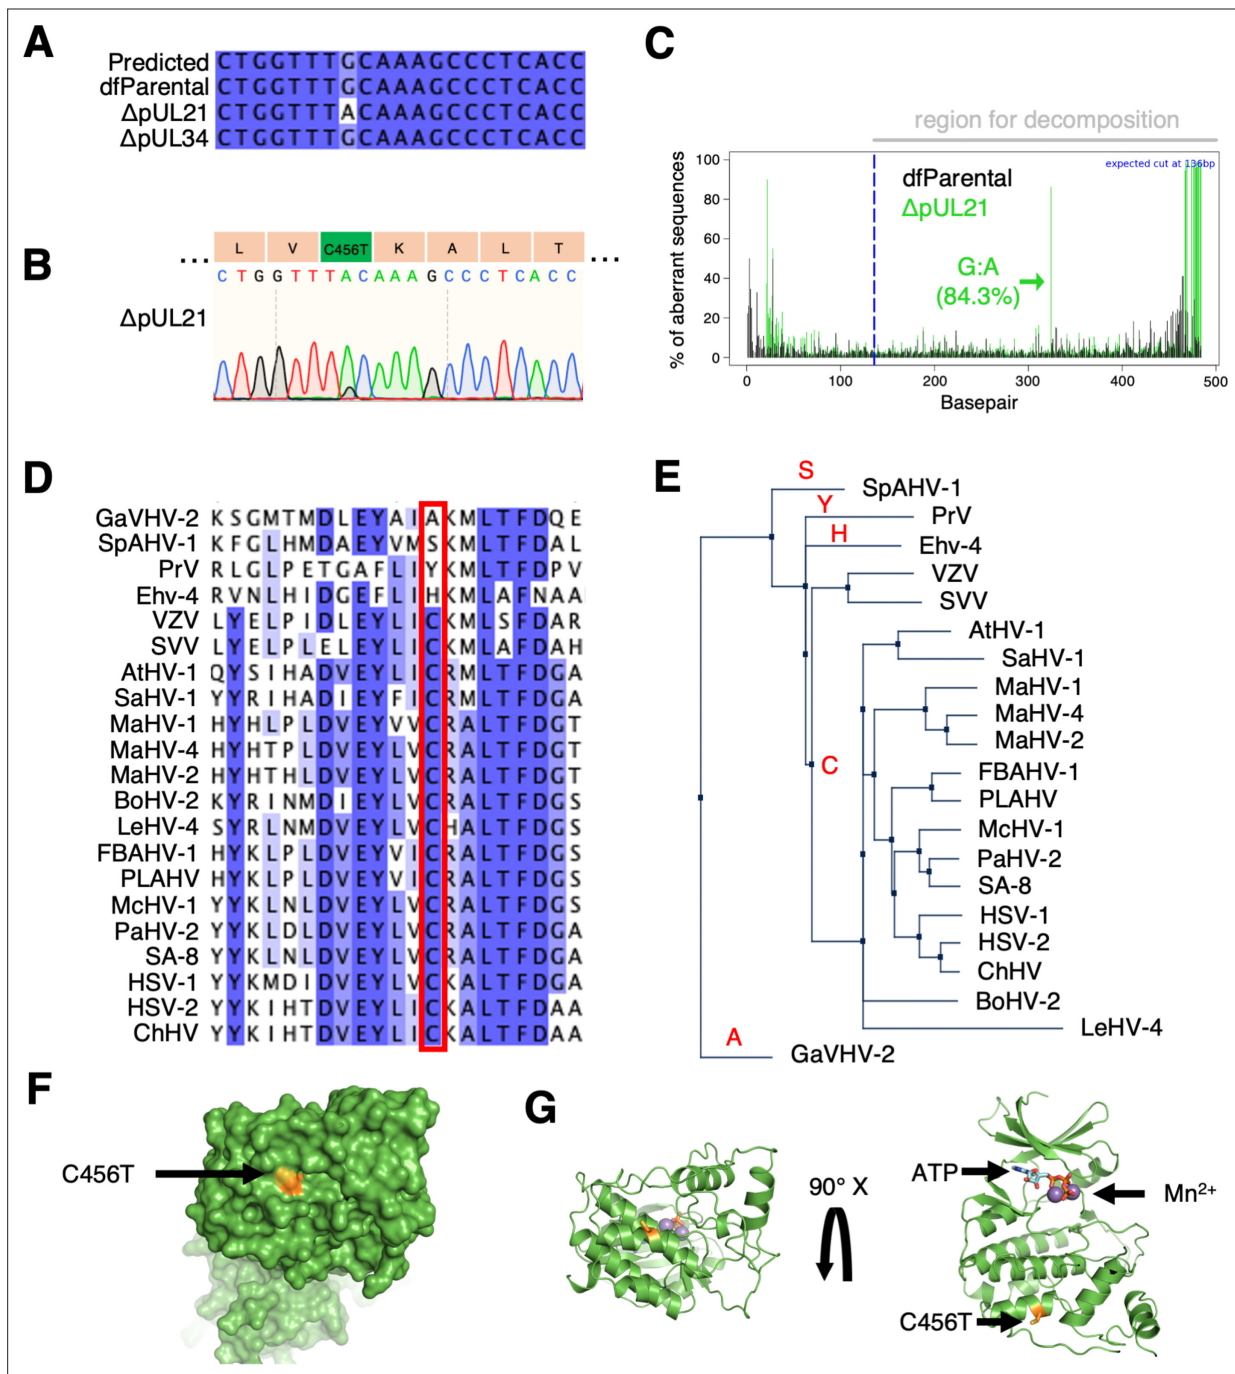 A
Predicted CTGGTTTGCAAAGCCCTCACC
dfParental CTGGTTTGCAAAGCCCTCACC
ΔpUL21 CTGGTTTACAAAGCCCTCACC
ΔpUL34 CTGGTTTGCAAAGCCCTCACC
B
... L V C456T K A L T ...
CTGGTTTACAAAGCCCTCACC
ΔpUL21
C
region for decomposition
expected cut at 136bp
dfParental
ΔpUL21
G:A
(84.3%)
% of aberrant sequences
100
80
60
40
20
0
0 100 200 300 400 500
Basepair
D
GaVHV-2 KSGMTMDLEYAIAKMLTFDQE
SpAHV-1 KFGLHMDAEYVMSKMLTFDAL
PrV RLGLPETGAFLIYKMLTFDPV
Ehv-4 RVNLHIDGEFLIHKMLAFNAA
VZV LYELPIDLEYLICKMLSFDAR
SVV LYELPLELEYLICKMLAFDAH
AtHV-1 QYSIHADVEYLICRMLTFDGA
SaHV-1 YYRIHADIEYFICRMLTFDGA
MaHV-1 HYHLPLDVEYVVCRALTFDGT
MaHV-4 HYHTPLDVEYLVCRALTFDGT
MaHV-2 HYHTHLDVEYLVCRALTFDGT
BoHV-2 KYRINMDIEYLVCRALTFDGS
LeHV-4 SYRLNMDVEYLVCHALTFDGS
FBAHV-1 HYKLPLDVEYVICRALTFDGS
PLAHV HYKLPLDVEYVICRALTFDGS
McHV-1 YYKLNLDVEYLVCRALTFDGS
PaHV-2 YYKLDLDVEYLVCRALTFDGA
SA-8 YYKLNLDVEYLVCRALTFDGA
HSV-1 YYKMDIDVEYLVCKALTFDGA
HSV-2 YYKIHTDVEYLICKALTFDAA
ChHV YYKIHTDVEYLICKALTFDAA
E
S
SpAHV-1
Y
PrV
H
Ehv-4
VZV
SVV
AtHV-1
SaHV-1
MaHV-1
MaHV-4
MaHV-2
C
FBAHV-1
PLAHV
McHV-1
PaHV-2
SA-8
HSV-1
HSV-2
ChHV
BoHV-2
LeHV-4
A
GaVHV-2
F
C456T
G
90° X
ATP
Mn²⁺
C456T